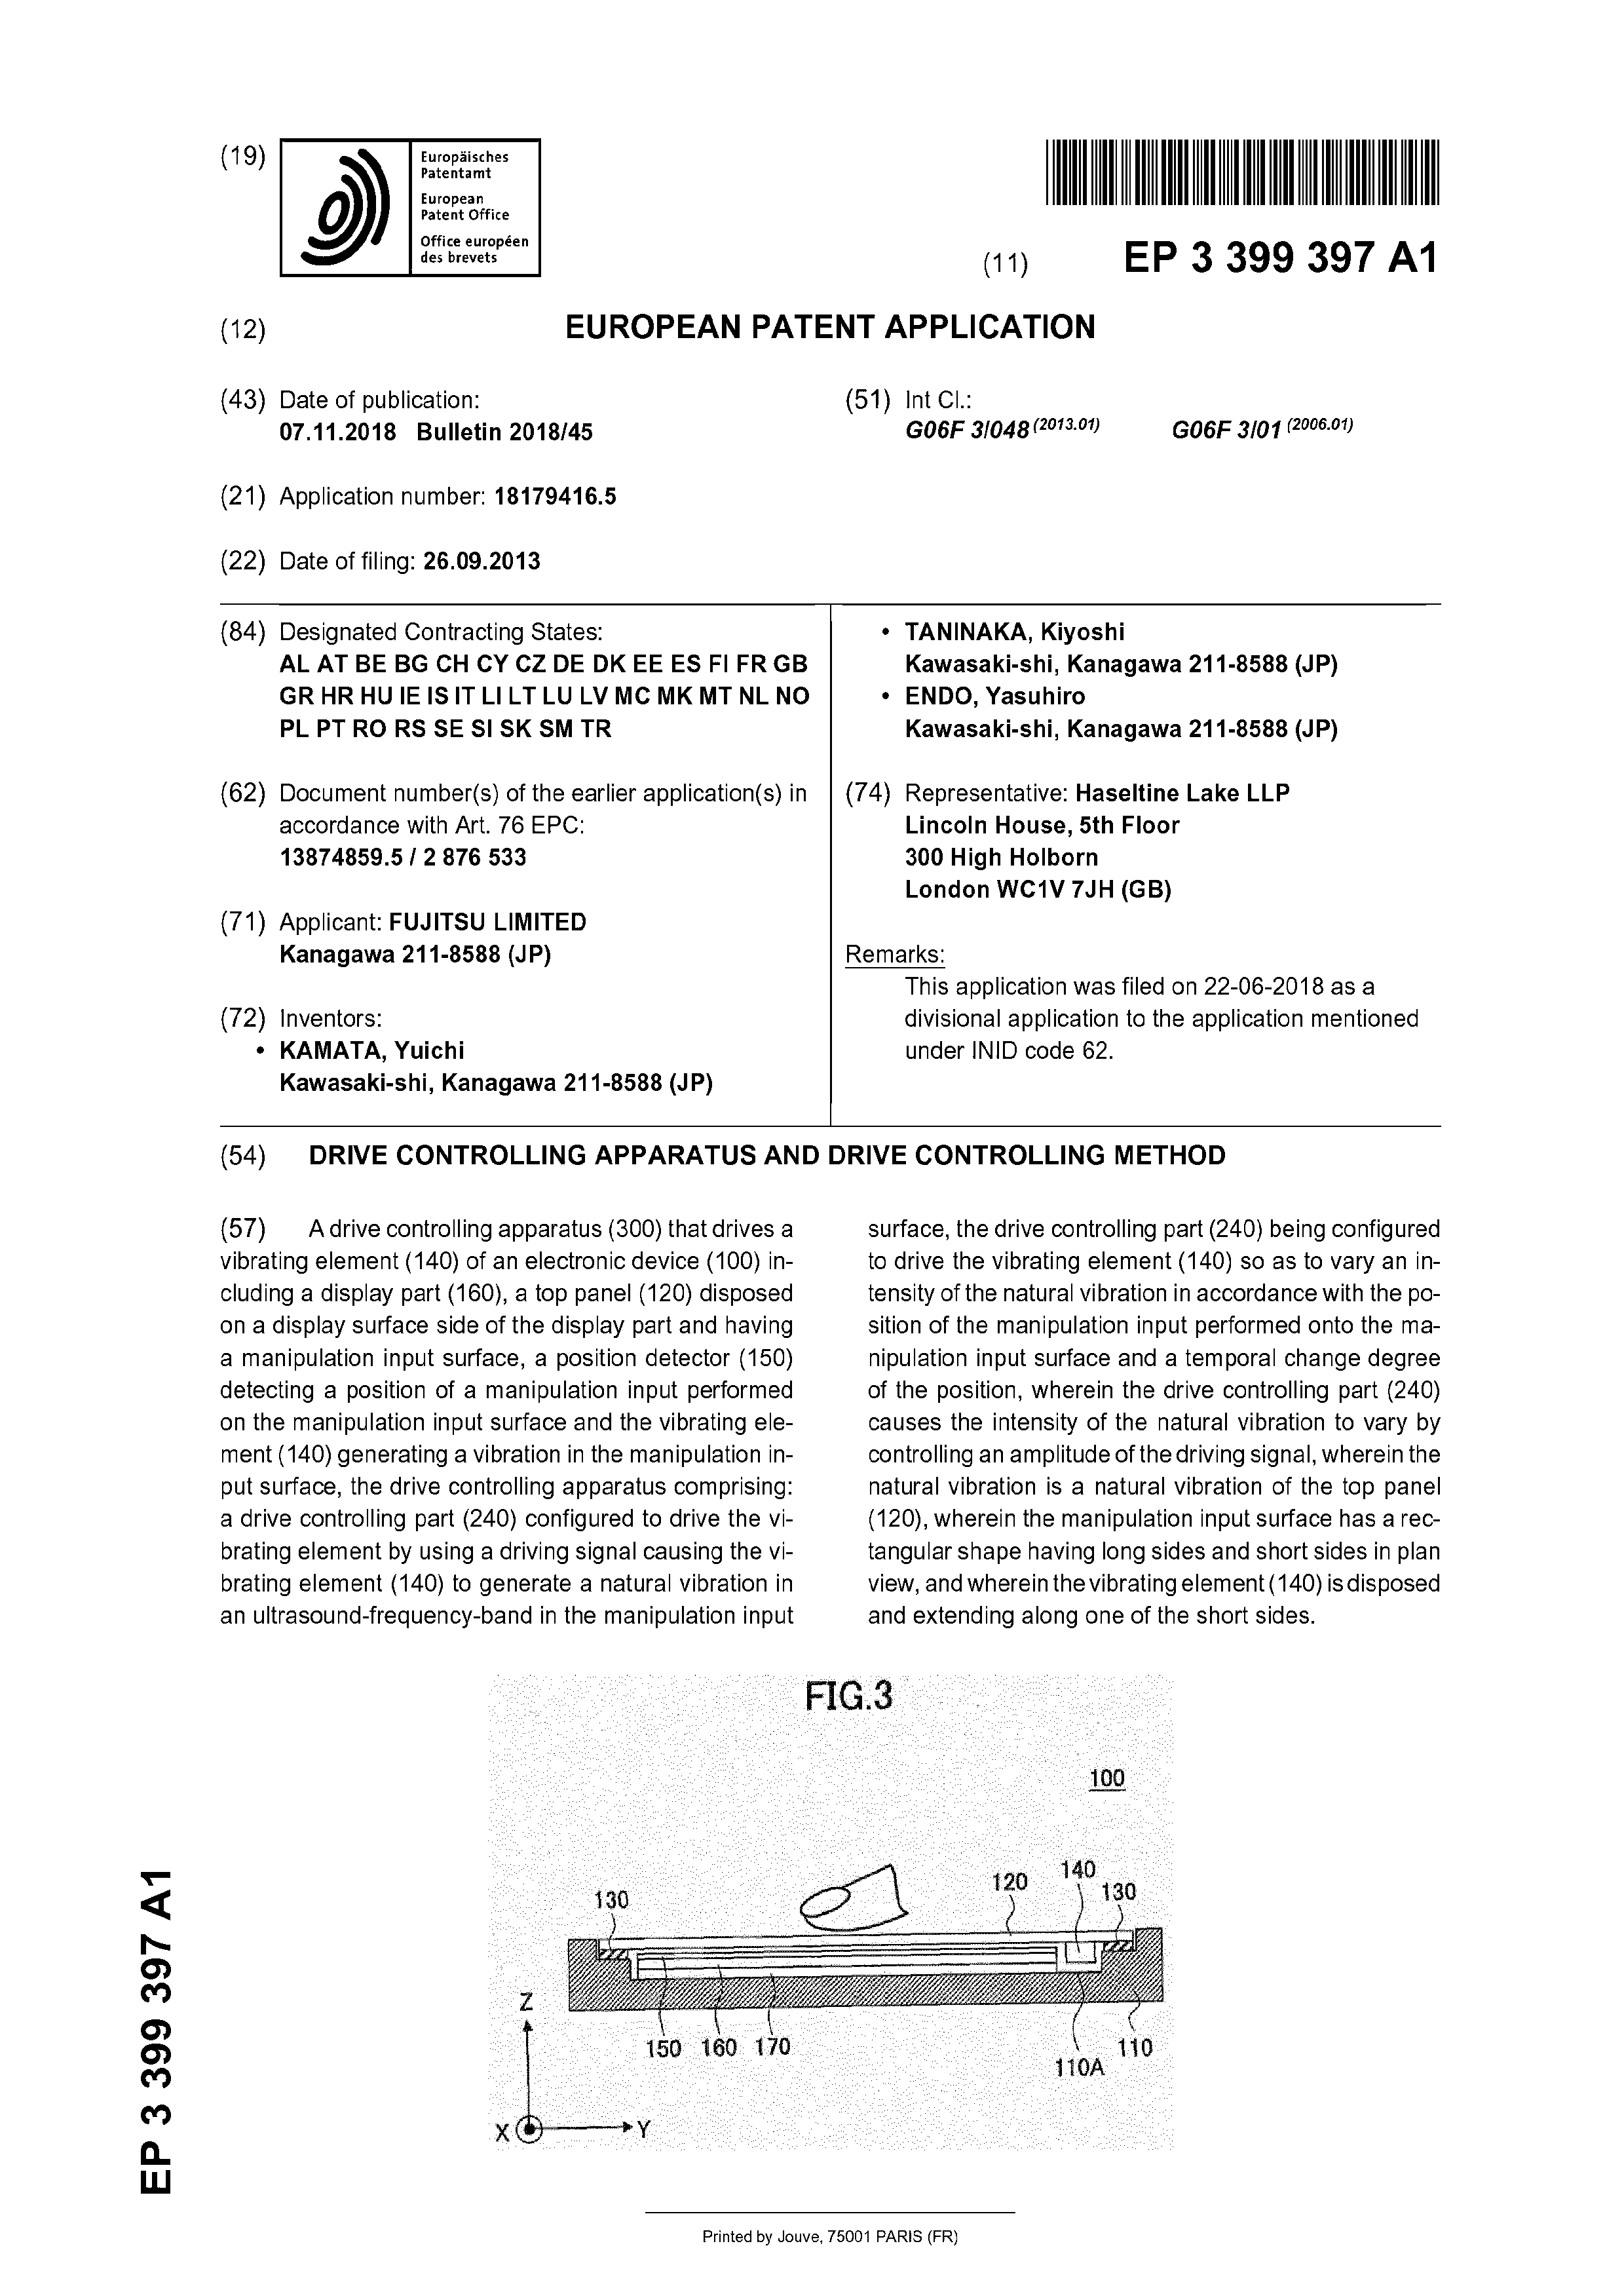 (19)
Europäisches
Patentamt
European
Patent Office
Office européen
des brevets
(11) EP 3 399 397 A1
(12) EUROPEAN PATENT APPLICATION
(43) Date of publication:
07.11.2018 Bulletin 2018/45
(21) Application number: 18179416.5
(22) Date of filing: 26.09.2013
(51) Int Cl.:
G06F 3/048 (2013.01) G06F 3/01 (2006.01)
(84) Designated Contracting States:
AL AT BE BG CH CY CZ DE DK EE ES FI FR GB
GR HR HU IE IS IT LI LT LU LV MC MK MT NL NO
PL PT RO RS SE SI SK SM TR
(62) Document number(s) of the earlier application(s) in
accordance with Art. 76 EPC:
13874859.5 / 2 876 533
(71) Applicant: FUJITSU LIMITED
Kanagawa 211-8588 (JP)
(72) Inventors:
• KAMATA, Yuichi
Kawasaki-shi, Kanagawa 211-8588 (JP)
• TANINAKA, Kiyoshi
Kawasaki-shi, Kanagawa 211-8588 (JP)
• ENDO, Yasuhiro
Kawasaki-shi, Kanagawa 211-8588 (JP)
(74) Representative: Haseltine Lake LLP
Lincoln House, 5th Floor
300 High Holborn
London WC1V 7JH (GB)
Remarks:
This application was filed on 22-06-2018 as a
divisional application to the application mentioned
under INID code 62.
(54) DRIVE CONTROLLING APPARATUS AND DRIVE CONTROLLING METHOD
(57) A drive controlling apparatus (300) that drives a
vibrating element (140) of an electronic device (100) in-
cluding a display part (160), a top panel (120) disposed
on a display surface side of the display part and having
a manipulation input surface, a position detector (150)
detecting a position of a manipulation input performed
on the manipulation input surface and the vibrating ele-
ment (140) generating a vibration in the manipulation in-
put surface, the drive controlling apparatus comprising:
a drive controlling part (240) configured to drive the vi-
brating element by using a driving signal causing the vi-
brating element (140) to generate a natural vibration in
an ultrasound-frequency-band in the manipulation input
surface, the drive controlling part (240) being configured
to drive the vibrating element (140) so as to vary an in-
tensity of the natural vibration in accordance with the po-
sition of the manipulation input performed onto the ma-
nipulation input surface and a temporal change degree
of the position, wherein the drive controlling part (240)
causes the intensity of the natural vibration to vary by
controlling an amplitude of the driving signal, wherein the
natural vibration is a natural vibration of the top panel
(120), wherein the manipulation input surface has a rec-
tangular shape having long sides and short sides in plan
view, and wherein the vibrating element (140) is disposed
and extending along one of the short sides.
FIG.3
100
130
120
140
130
Z
150 160 170
110A
110
X
Y
EP 3 399 397 A1
Printed by Jouve, 75001 PARIS (FR)